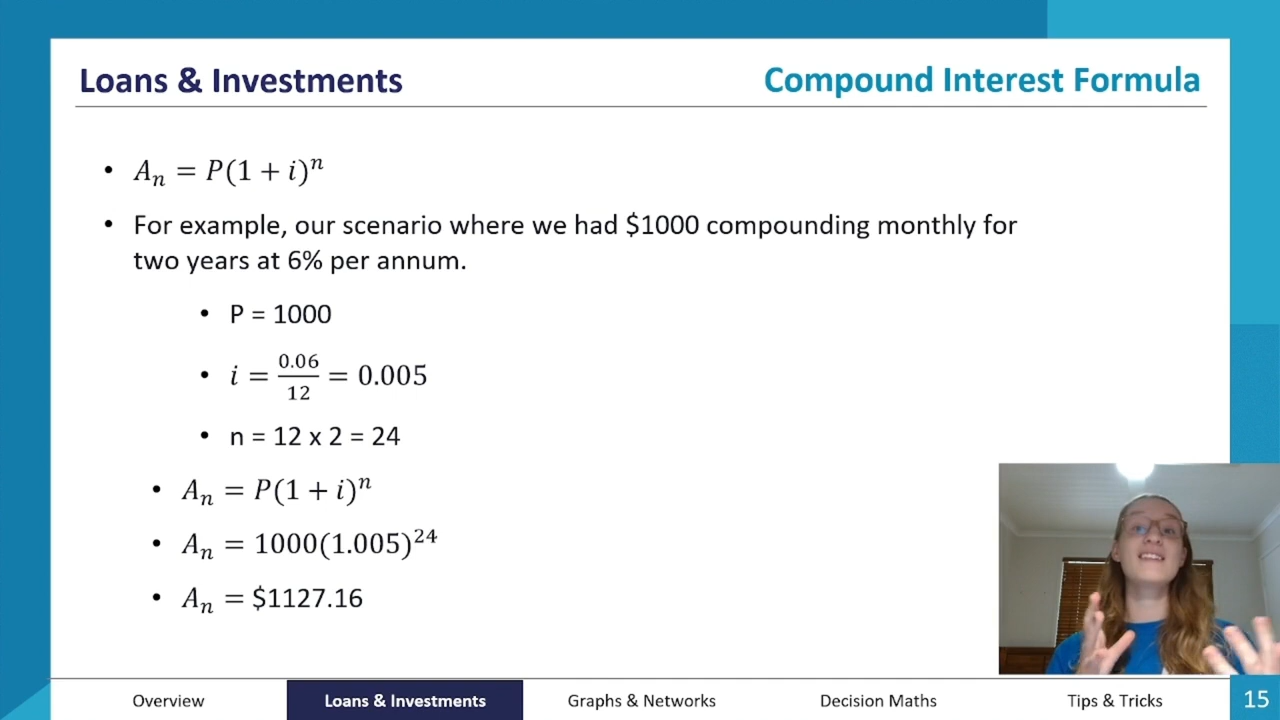 Loans & Investments
Compound Interest Formula
• Aₙ = P(1 + i)ⁿ
• For example, our scenario where we had $1000 compounding monthly for
two years at 6% per annum.
• P = 1000
• i = 0.06/12 = 0.005
• n = 12 x 2 = 24
• Aₙ = P(1 + i)ⁿ
• Aₙ = 1000(1.005)²⁴
• Aₙ = $1127.16
Overview
Loans & Investments
Graphs & Networks
Decision Maths
Tips & Tricks
15